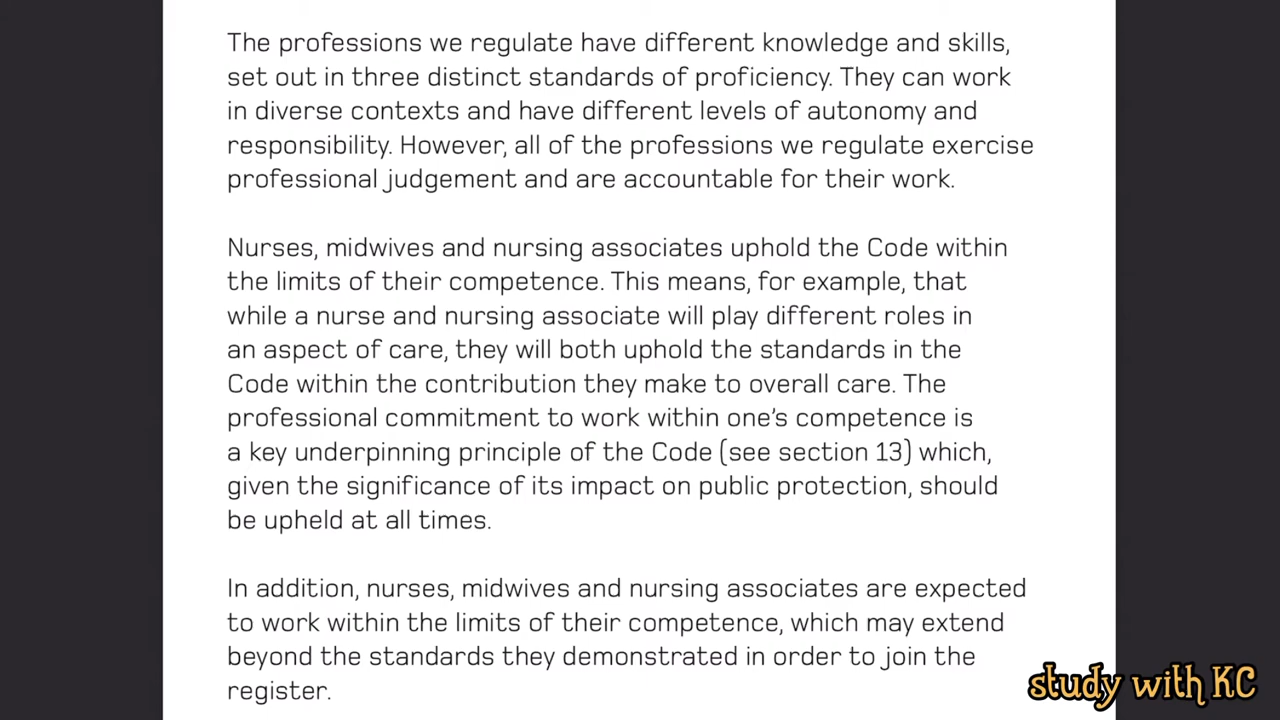 The professions we regulate have different knowledge and skills,
set out in three distinct standards of proficiency. They can work
in diverse contexts and have different levels of autonomy and
responsibility. However, all of the professions we regulate exercise
professional judgement and are accountable for their work.
Nurses, midwives and nursing associates uphold the Code within
the limits of their competence. This means, for example, that
while a nurse and nursing associate will play different roles in
an aspect of care, they will both uphold the standards in the
Code within the contribution they make to overall care. The
professional commitment to work within one's competence is
a key underpinning principle of the Code (see section 13) which,
given the significance of its impact on public protection, should
be upheld at all times.
In addition, nurses, midwives and nursing associates are expected
to work within the limits of their competence, which may extend
beyond the standards they demonstrated in order to join the
register.
study with KC